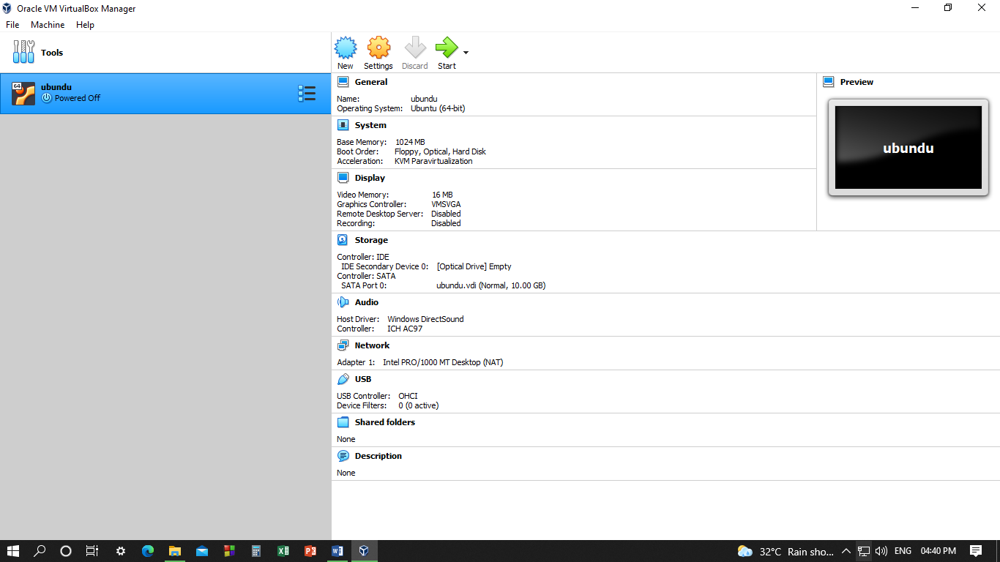 Oracle VM VirtualBox Manager
File Machine Help
Tools
New Settings Discard Start
64
ubundu
Powered Off
General
Name: ubundu
Operating System: Ubuntu (64-bit)
System
Base Memory: 1024 MB
Boot Order: Floppy, Optical, Hard Disk
Acceleration: KVM Paravirtualization
Display
Video Memory: 16 MB
Graphics Controller: VMSVGA
Remote Desktop Server: Disabled
Recording: Disabled
Preview
ubundu
Storage
Controller: IDE
IDE Secondary Device 0: [Optical Drive] Empty
Controller: SATA
SATA Port 0: ubundu.vdi (Normal, 10.00 GB)
Audio
Host Driver: Windows DirectSound
Controller: ICH AC97
Network
Adapter 1: Intel PRO/1000 MT Desktop (NAT)
USB
USB Controller: OHCI
Device Filters: 0 (0 active)
Shared folders
None
Description
None
32°C Rain sho... ENG 04:40 PM